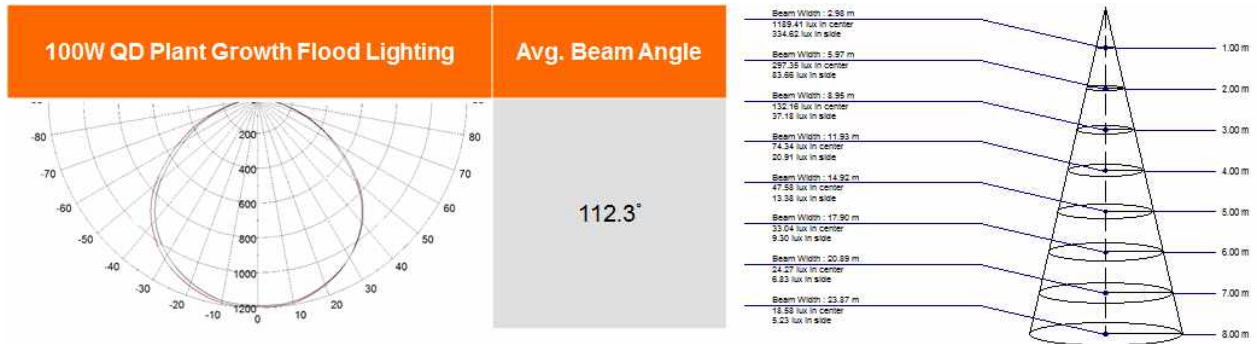 100W QD Plant Growth Flood Lighting
Avg. Beam Angle
-80
-70
-60
-50
-40
-30
-20
-10
0
10
20
30
40
50
60
70
80
200
400
600
800
1000
1200
112.3°
Beam Width : 2.98 m
1189.41 lux in center
334.62 lux in side
Beam Width : 5.97 m
297.35 lux in center
83.66 lux in side
Beam Width : 8.95 m
132.16 lux in center
37.18 lux in side
Beam Width : 11.93 m
74.34 lux in center
20.91 lux in side
Beam Width : 14.92 m
47.58 lux in center
13.38 lux in side
Beam Width : 17.90 m
33.04 lux in center
9.30 lux in side
Beam Width : 20.89 m
24.27 lux in center
6.83 lux in side
Beam Width : 23.87 m
18.58 lux in center
5.23 lux in side
1.00 m
2.00 m
3.00 m
4.00 m
5.00 m
6.00 m
7.00 m
8.00 m